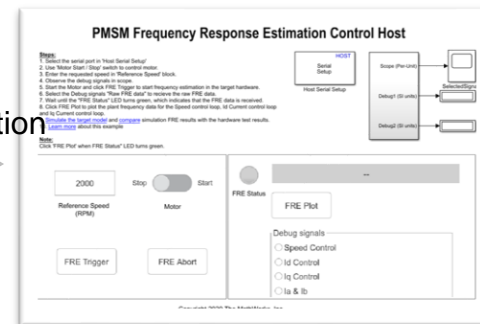 PMSM Frequency Response Estimation Control Host
Steps:
1. Select the serial port in 'Host Serial Setup'
2. Use 'Motor Start / Stop' switch to control motor.
3. Enter the requested speed in 'Reference Speed' block.
4. Observe the debug signals in scope.
5. Start the Motor and click FRE Trigger to start frequency estimation in the target hardware.
6. Select the Debug signals "Raw FRE data" to recieve the raw FRE data.
7. Wait until the "FRE Status" LED turns green, which indicates that the FRE data is received.
8. Click FRE Plot to plot the plant frequency data for the Speed control loop, Id Current control loop
and Iq Current control loop.
Simulate the target model and compare simulation FRE results with the hardware test results.
Learn more about this example
Note:
Click 'FRE Plot' when FRE Status" LED turns green.
tion
HOST
Serial
Setup
Host Serial Setup
Scope (Per-Unit)
Debug1 (SI units)
Debug2 (SI units)
SelectedSigna
2000
Reference Speed
(RPM)
Stop
Start
Motor
FRE Trigger
FRE Abort
FRE Status
--
FRE Plot
Debug signals
Speed Control
Id Control
Iq Control
Ia & Ib